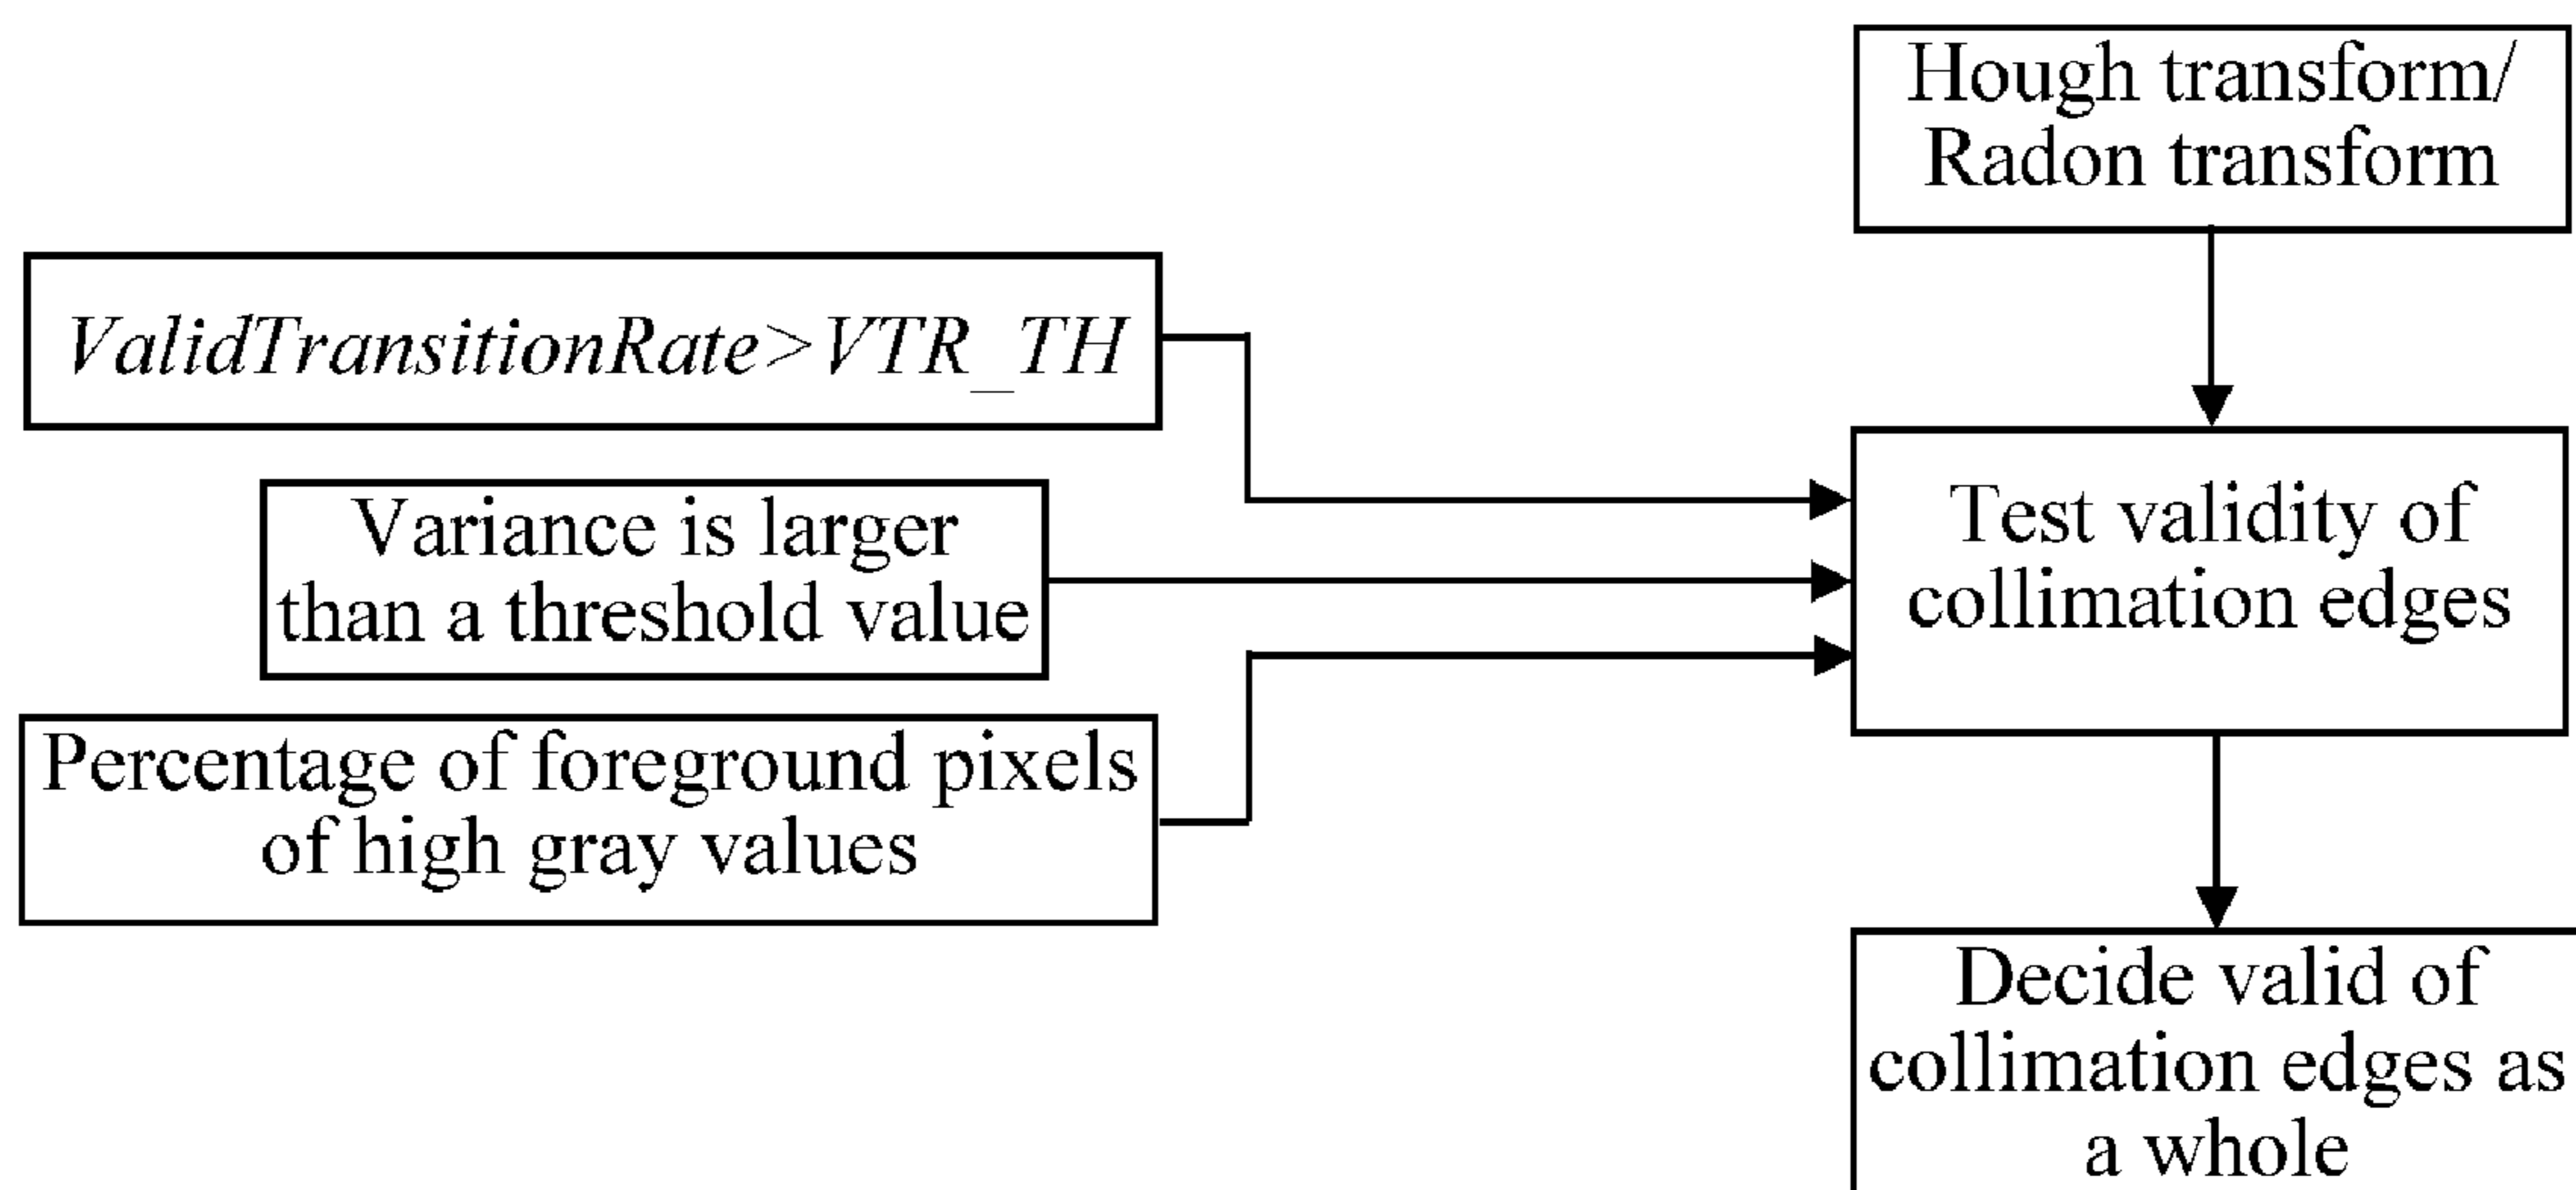 Hough transform/
Radon transform
ValidTransitionRate>VTR_TH
Variance is larger
than a threshold value
Percentage of foreground pixels
of high gray values
Test validity of
collimation edges
Decide valid of
collimation edges as
a whole